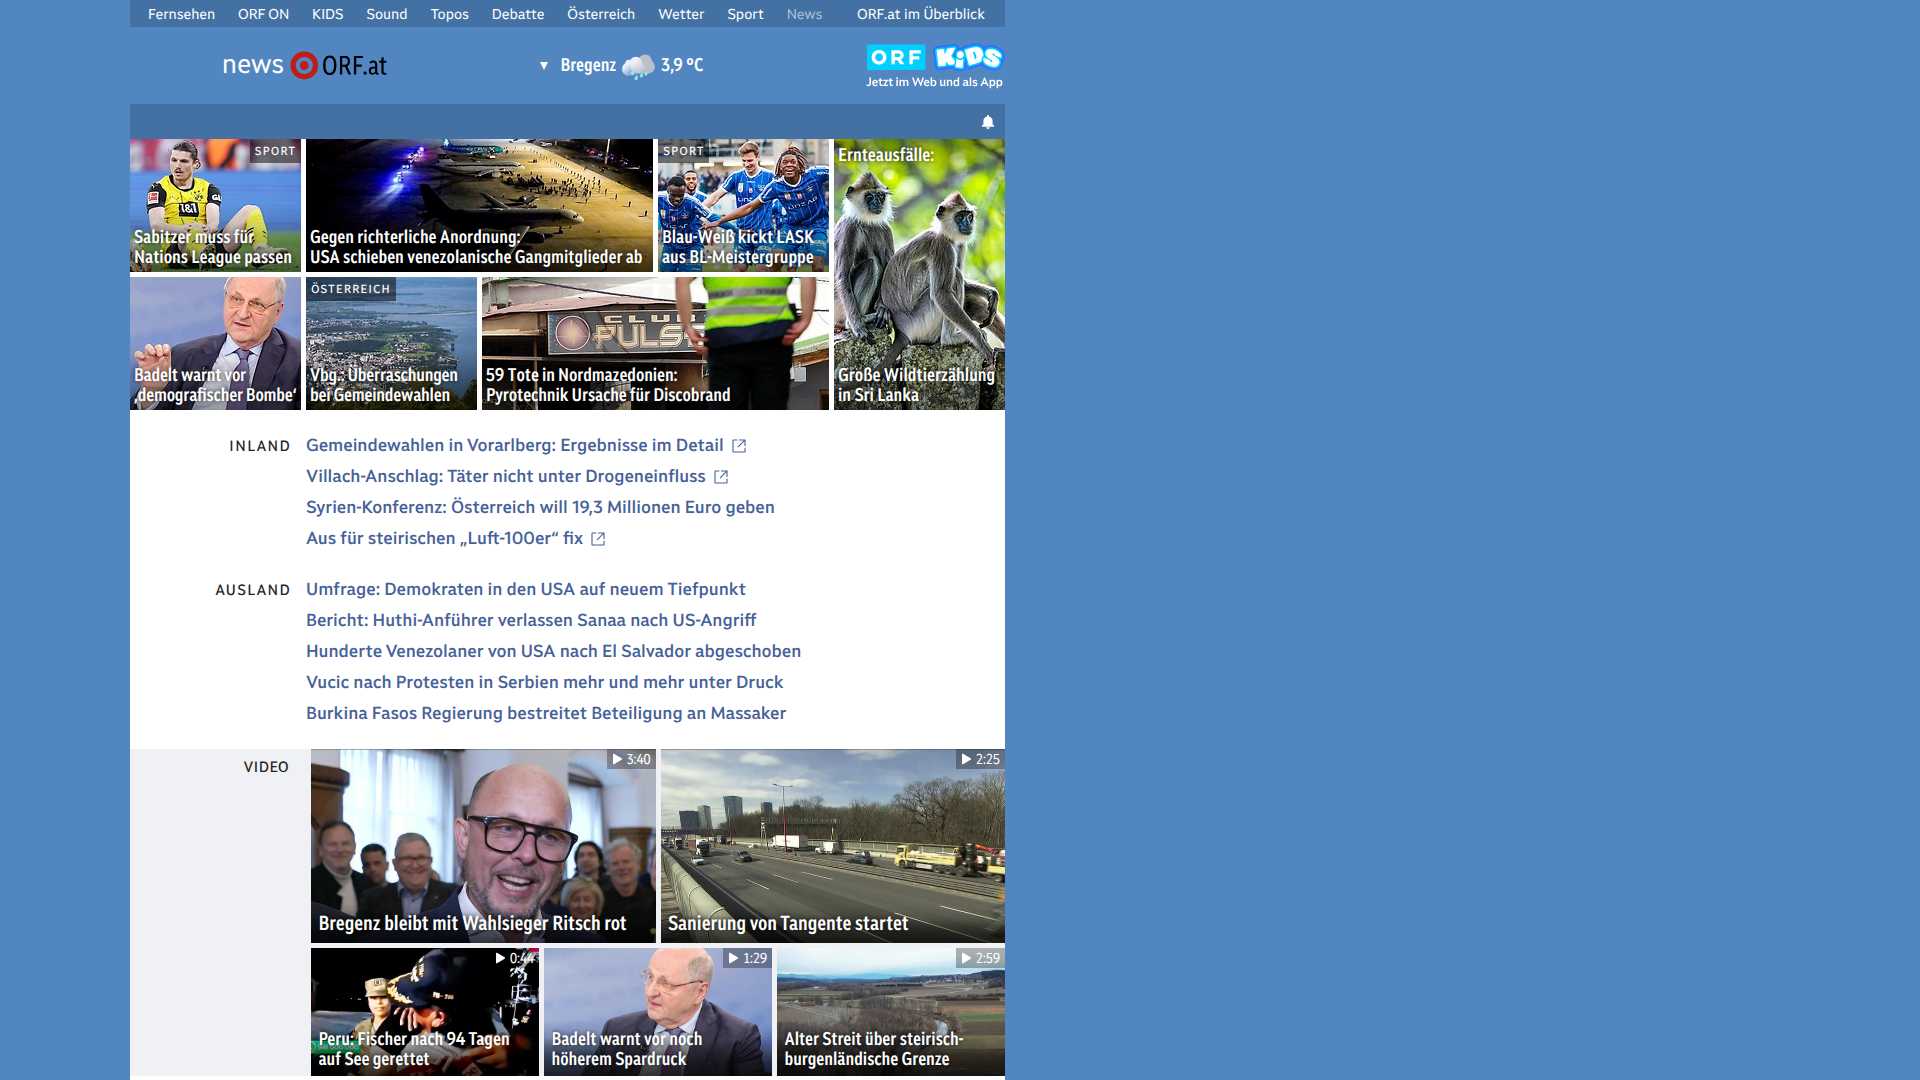 Fernsehen ORF ON KIDS Sound Topos Debatte Österreich Wetter Sport News ORF.at im Überblick
news ORF.at
▼ Bregenz 3,9 °C
ORF KIDS
Jetzt im Web und als App
SPORT
Sabitzer muss für
Nations League passen
Gegen richterliche Anordnung:
USA schieben venezolanische Gangmitglieder ab
SPORT
Blau-Weiß kickt LASK
aus BL-Meistergruppe
Ernteausfälle:
Große Wildtierzählung
in Sri Lanka
Badelt warnt vor
‚demografischer Bombe‘
ÖSTERREICH
Vbg.: Überraschungen
bei Gemeindewahlen
CLUB
PULSE
59 Tote in Nordmazedonien:
Pyrotechnik Ursache für Discobrand
INLAND
Gemeindewahlen in Vorarlberg: Ergebnisse im Detail
Villach-Anschlag: Täter nicht unter Drogeneinfluss
Syrien-Konferenz: Österreich will 19,3 Millionen Euro geben
Aus für steirischen „Luft-100er“ fix
AUSLAND
Umfrage: Demokraten in den USA auf neuem Tiefpunkt
Bericht: Huthi-Anführer verlassen Sanaa nach US-Angriff
Hunderte Venezolaner von USA nach El Salvador abgeschoben
Vucic nach Protesten in Serbien mehr und mehr unter Druck
Burkina Fasos Regierung bestreitet Beteiligung an Massaker
VIDEO
3:40
Bregenz bleibt mit Wahlsieger Ritsch rot
2:25
Sanierung von Tangente startet
0:44
Peru: Fischer nach 94 Tagen
auf See gerettet
1:29
Badelt warnt vor noch
höherem Spardruck
2:59
Alter Streit über steirisch-
burgenländische Grenze